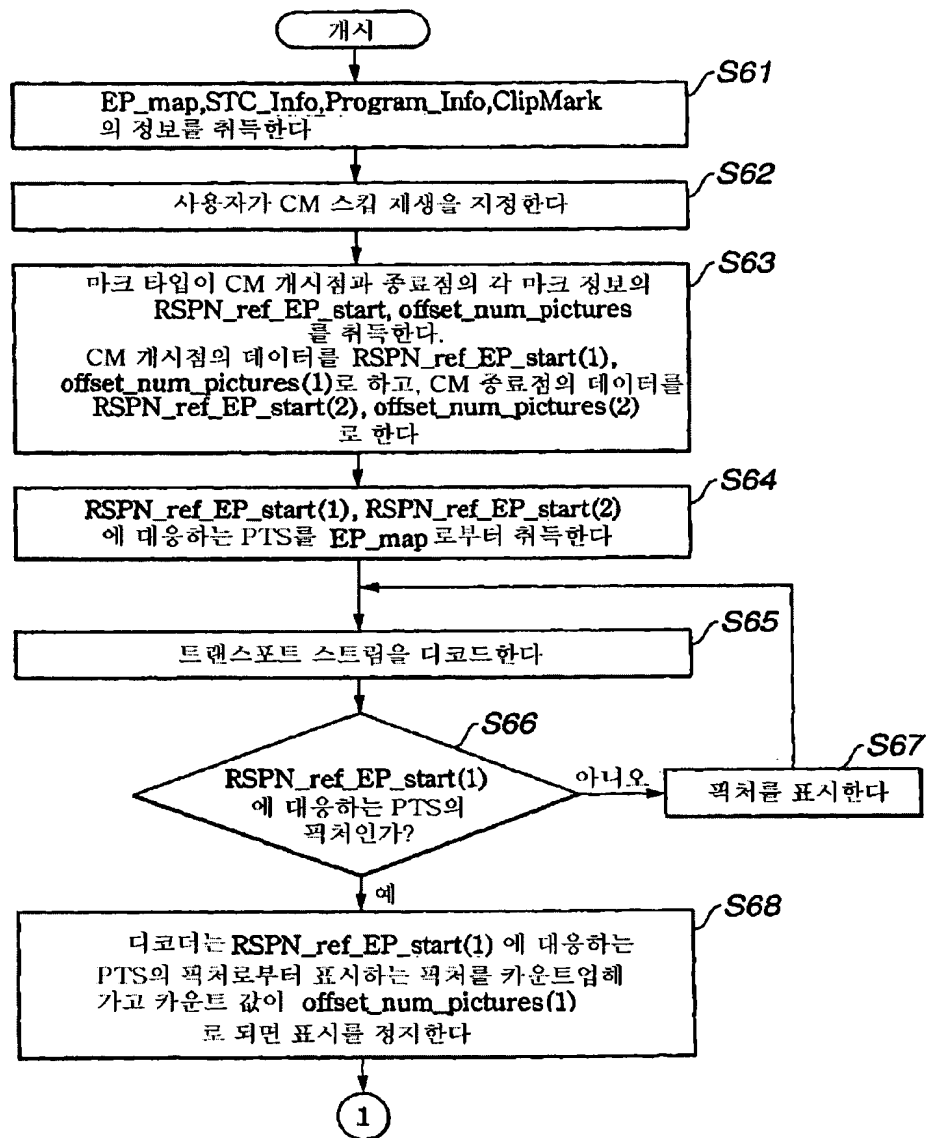 개시
S61
EP_map,STC_Info,Program_Info,ClipMark
의 정보를 취득한다
S62
사용자가 CM 스킵 재생을 지정한다
S63
마크 타입이 CM 개시점과 종료점의 각 마크 정보의
RSPN_ref_EP_start, offset_num_pictures
를 취득한다.
CM 개시점의 데이터를 RSPN_ref_EP_start(1),
offset_num_pictures(1)로 하고, CM 종료점의 데이터를
RSPN_ref_EP_start(2), offset_num_pictures(2)
로 한다
S64
RSPN_ref_EP_start(1), RSPN_ref_EP_start(2)
에 대응하는 PTS를 EP_map로부터 취득한다
S65
트랜스포트 스트림을 디코드한다
S66
RSPN_ref_EP_start(1)
에 대응하는 PTS의
픽처인가?
아니오
S67
픽처를 표시한다
예
S68
디코더는 RSPN_ref_EP_start(1) 에 대응하는
PTS의 픽처로부터 표시하는 픽처를 카운트업해
가고 카운트 값이 offset_num_pictures(1)
로 되면 표시를 정지한다
1